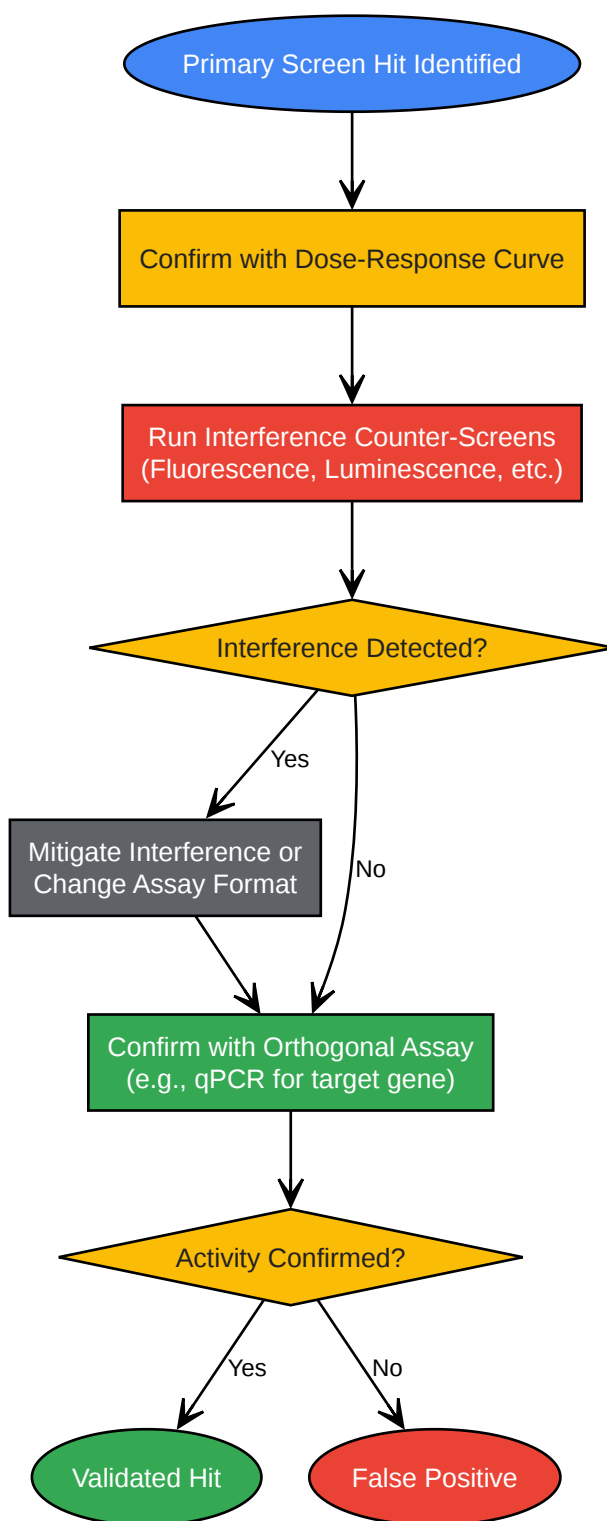 Primary Screen Hit Identified
Confirm with Dose-Response Curve
Run Interference Counter-Screens
(Fluorescence, Luminescence, etc.)
Interference Detected?
Yes
Mitigate Interference or
Change Assay Format
No
Confirm with Orthogonal Assay
(e.g., qPCR for target gene)
Activity Confirmed?
Yes
No
Validated Hit
False Positive